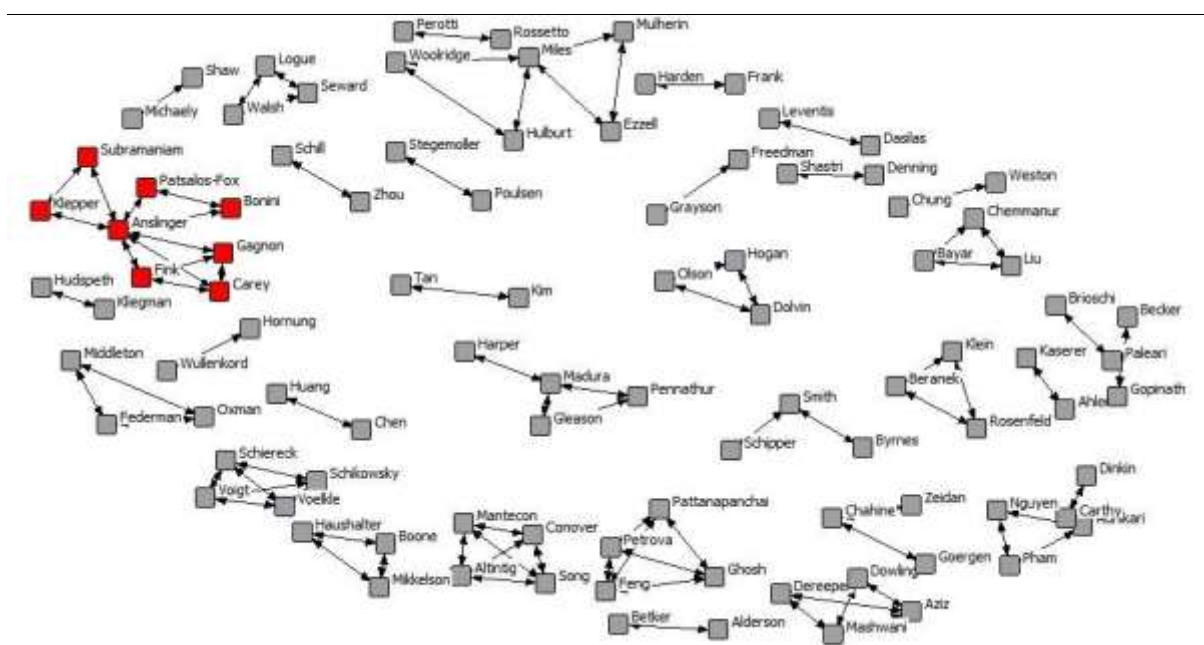 Perotti
Rossetto
Mulherin
Woolridge
Miles
Shaw
Logue
Seward
Harden
Frank
Michaely
Walsh
Hulburt
Ezzell
Leventis
Dasilas
Subramaniam
Schill
Stegemoller
Freedman
Shastri
Denning
Patsalos-Fox
Zhou
Poulsen
Grayson
Weston
Chung
Klepper
Bonini
Anslinger
Chemmanur
Gagnon
Bayar
Liu
Hogan
Fink
Carey
Hudspeth
Kliegman
Tan
Kim
Olson
Dolvin
Brioschi
Becker
Hornung
Wullenkord
Middleton
Harper
Klein
Kaserer
Paleari
Huang
Madura
Pennathur
Beranek
Gopinath
Federman
Oxman
Chen
Gleason
Smith
Rosenfeld
Schipper
Byrnes
Schiereck
Schikowsky
Voigt
Voelkle
Dinkin
Pattanapanchai
Zeidan
Nguyen
Chahine
Carthy
Haushalter
Boone
Mantecon
Conover
Petrova
Goergen
Pham
Mikkelson
Altintig
Song
Feng
Ghosh
Dowling
Dereeper
Aziz
Betker
Alderson
Mashwani